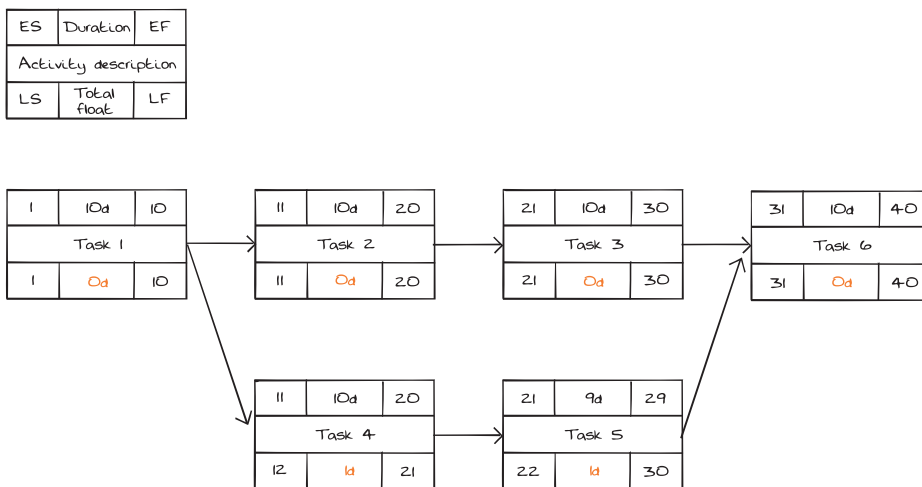 ES Duration EF
Activity description
LS Total float LF
1 10d 10
Task 1
1 0d 10
11 10d 20
Task 2
11 0d 20
21 10d 30
Task 3
21 0d 30
31 10d 40
Task 6
31 0d 40
11 10d 20
Task 4
12 1d 21
21 9d 29
Task 5
22 1d 30